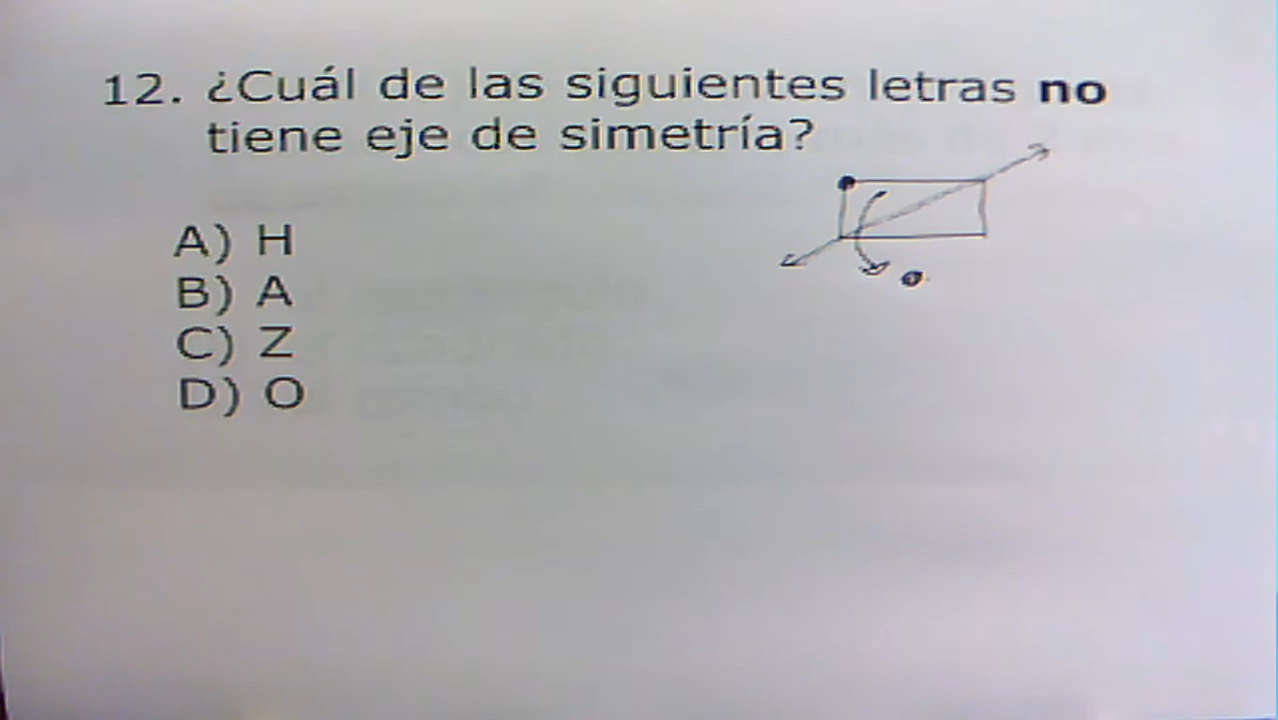 12. ¿Cuál de las siguientes letras no
tiene eje de simetría?
A) H
B) A
C) Z
D) O